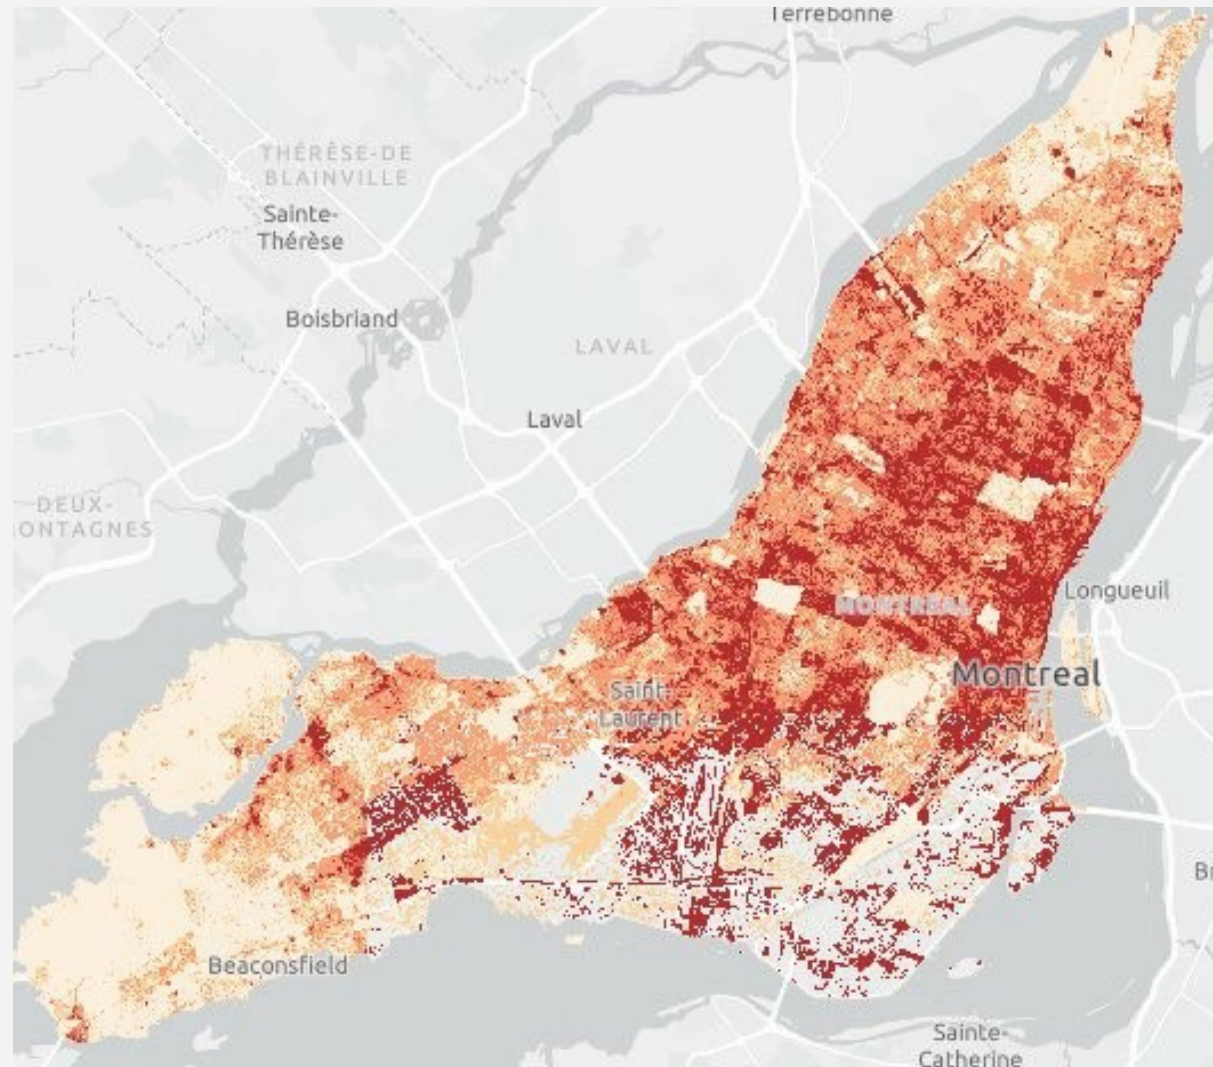 Terrebonne
THÉRÈSE-DE
BLAINVILLE
Sainte-
Thérèse
Boisbriand
LAVAL
Laval
DEUX-
ONTAGNES
MONTREAL
Longueuil
Montreal
Saint-
Laurent
Br
Beaconsfield
Sainte-
Catherine